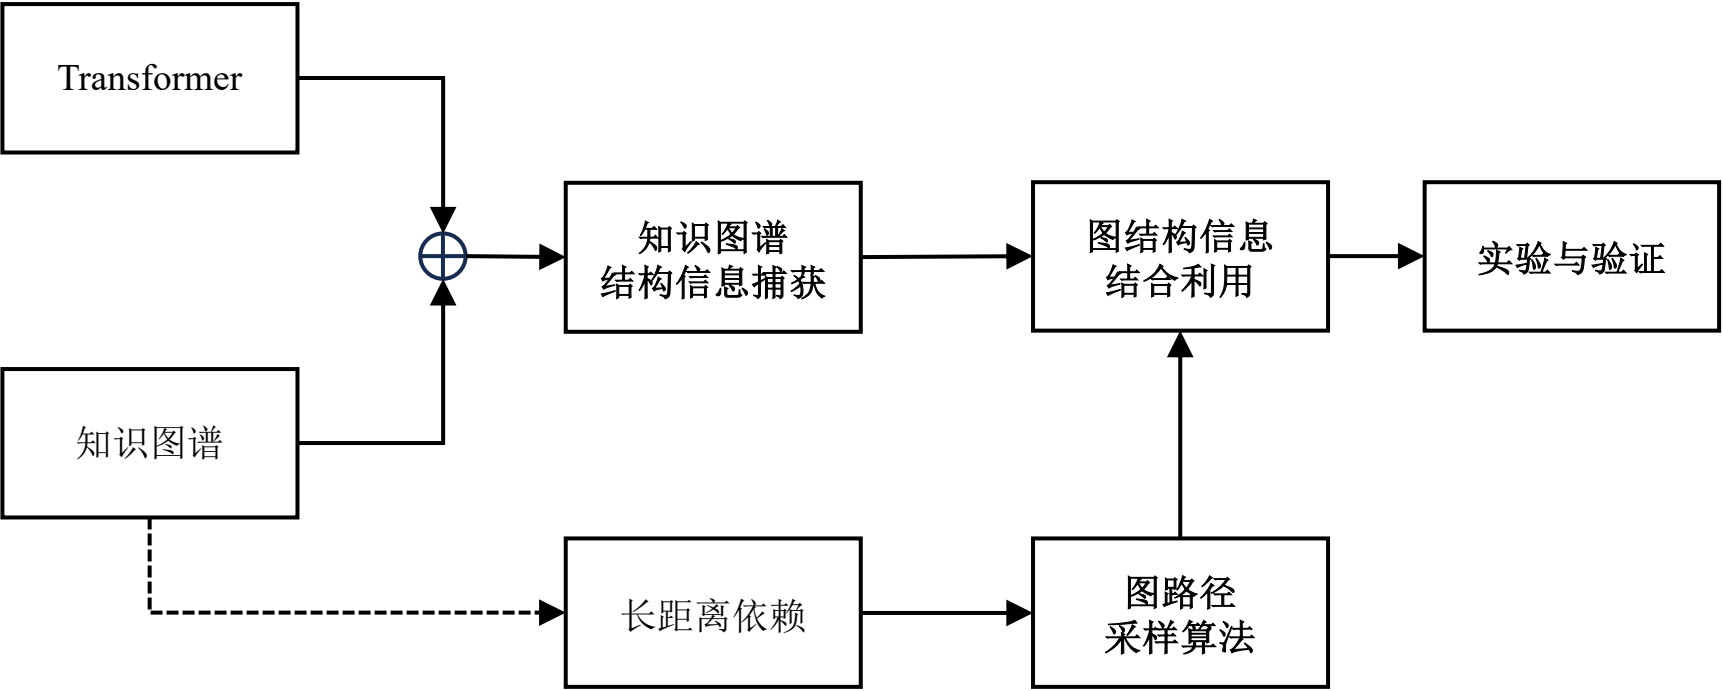 Transformer
知识图谱
结构信息捕获
图结构信息
结合利用
实验与验证
知识图谱
长距离依赖
图路径
采样算法